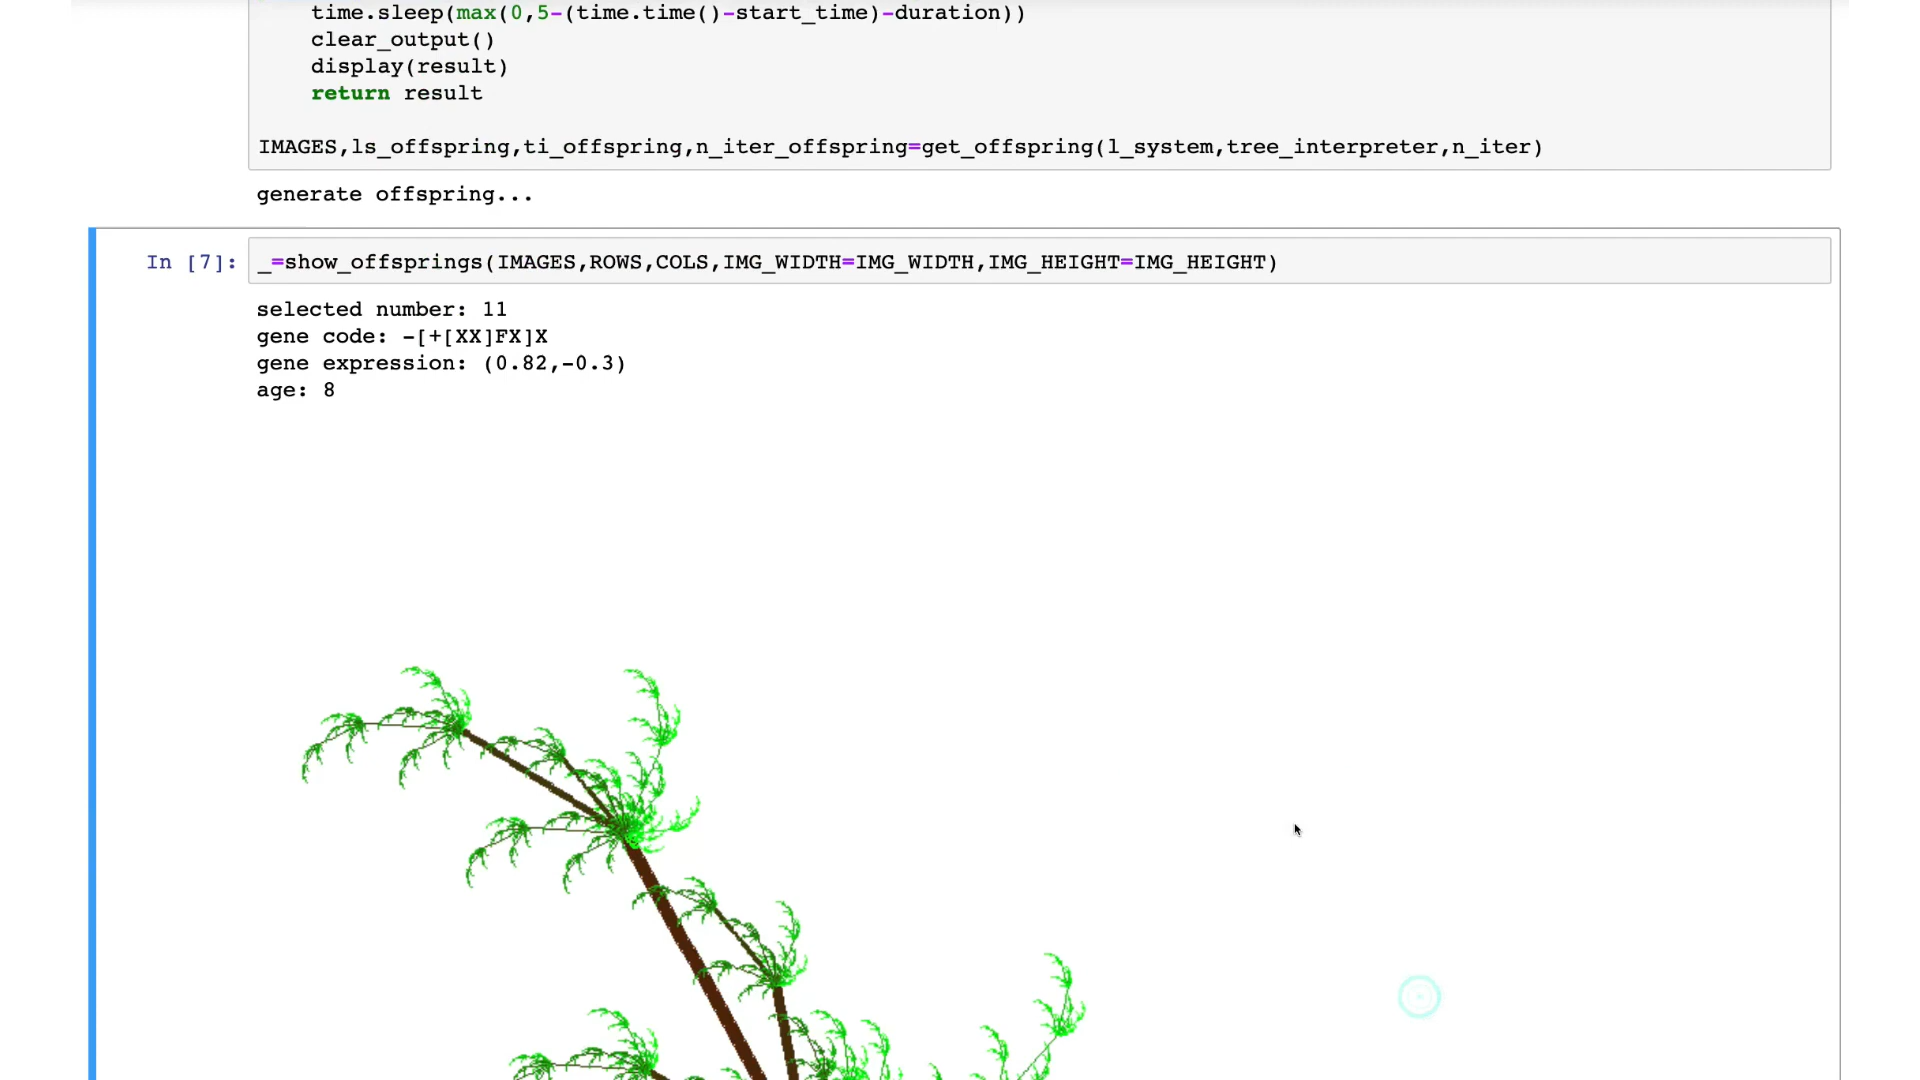 time.sleep(max(0,5-(time.time()-start_time)-duration))
clear_output()
display(result)
return result
IMAGES,ls_offspring,ti_offspring,n_iter_offspring=get_offspring(l_system,tree_interpreter,n_iter)
generate offspring...
In [7]: _=show_offsprings(IMAGES,ROWS,COLS,IMG_WIDTH=IMG_WIDTH,IMG_HEIGHT=IMG_HEIGHT)
selected number: 11
gene code: -[+[XX]FX]X
gene expression: (0.82,-0.3)
age: 8